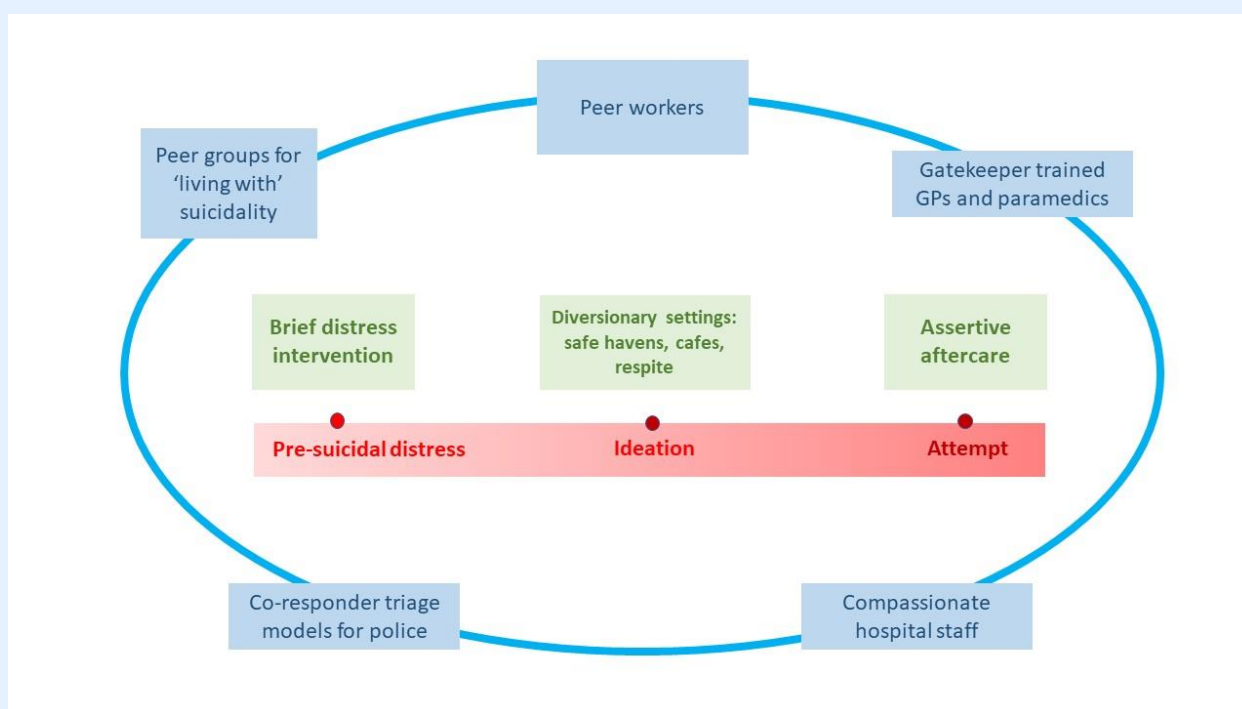 Peer workers
Peer groups for
‘living with’
suicidality
Gatekeeper trained
GPs and paramedics
Brief distress
intervention
Diversionary settings:
safe havens, cafes,
respite
Assertive
aftercare
Pre-suicidal distress
Ideation
Attempt
Co-responder triage
models for police
Compassionate
hospital staff